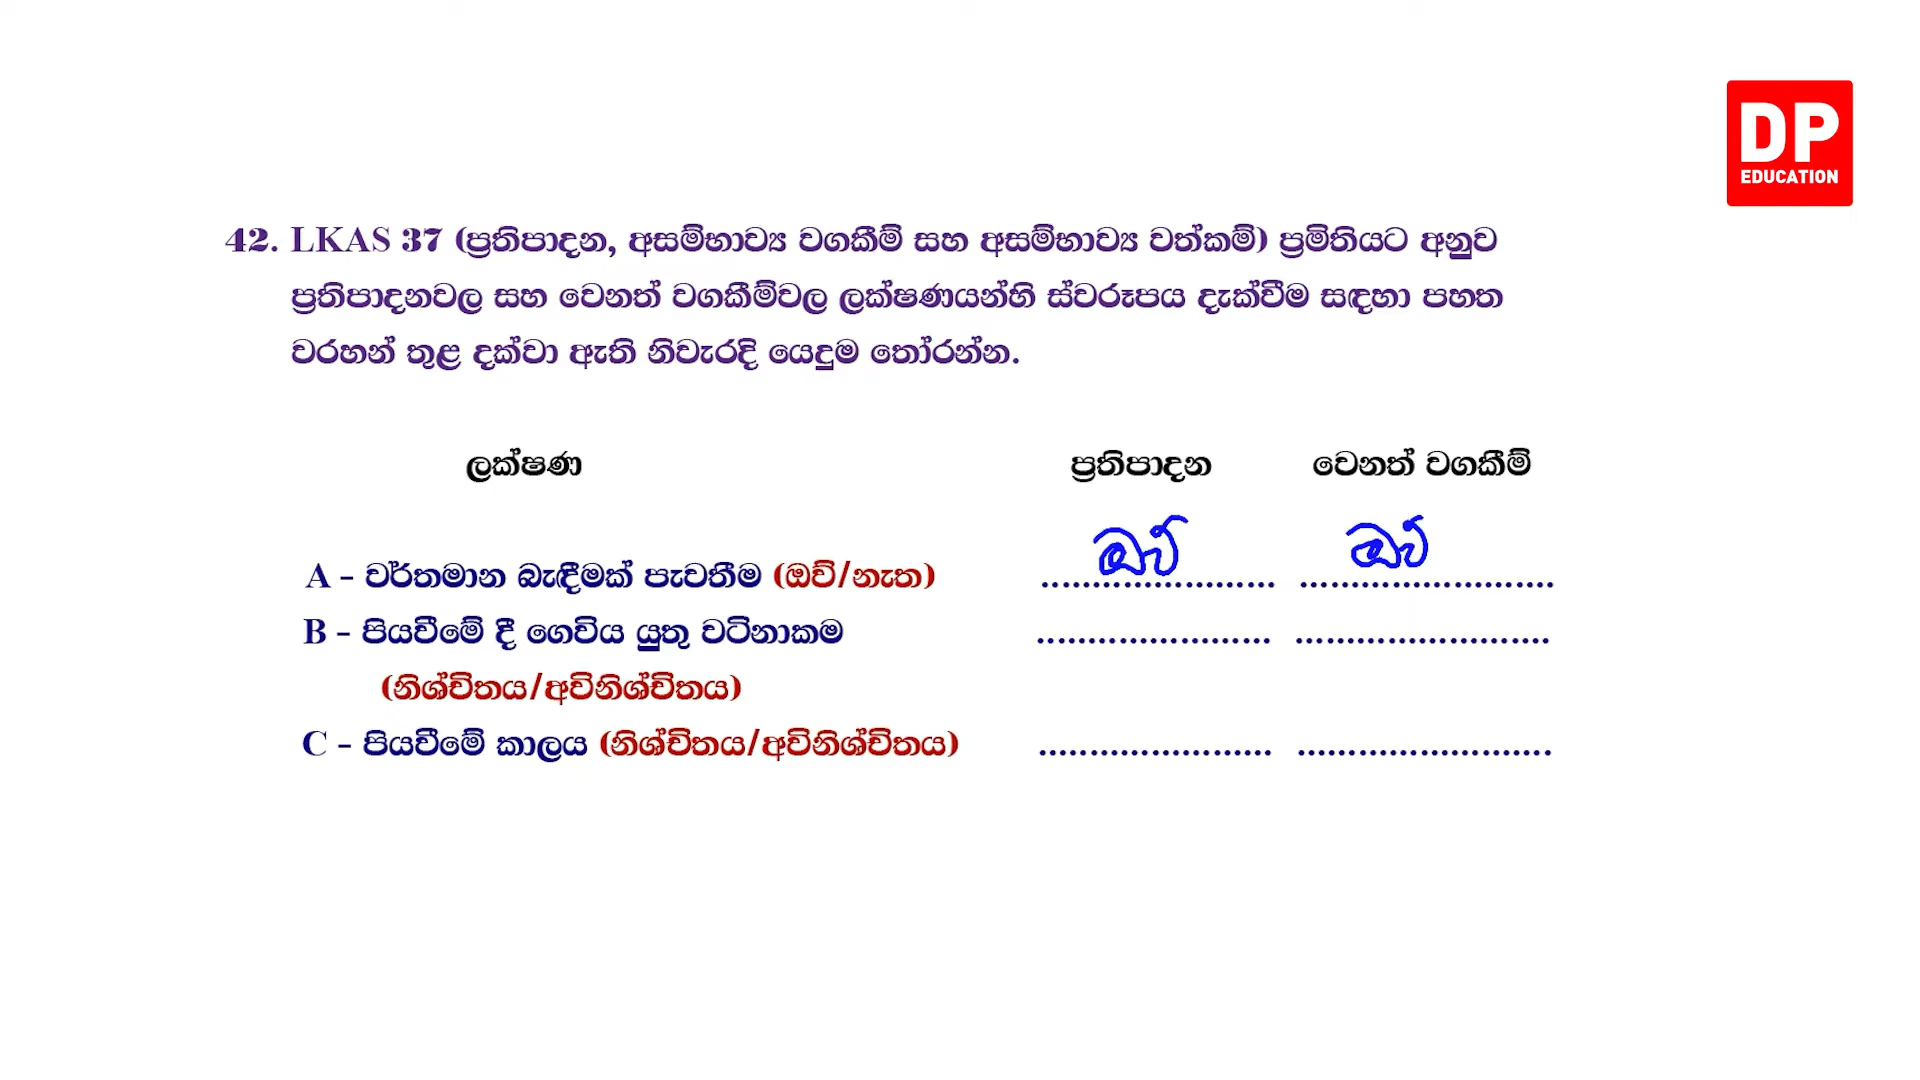 DP
EDUCATION
42. LKAS 37 (ප්‍රතිපාදන, අසම්භාව්‍ය වගකීම් සහ අසම්භාව්‍ය වත්කම්) ප්‍රමිතියට අනුව
ප්‍රතිපාදනවල සහ වෙනත් වගකීම්වල ලක්ෂණයන්හි ස්වරූපය දැක්වීම සඳහා පහත
වරහන් තුළ දක්වා ඇති නිවැරදි යෙදුම තෝරන්න.
ලක්ෂණ ප්‍රතිපාදන වෙනත් වගකීම්
A - වර්තමාන බැඳීමක් පැවතීම (ඔව්/නැත) ඔව් ඔව්
B - පියවීමේ දී ගෙවිය යුතු වටිනාකම ........................ ........................
(නිශ්චිතය/අවිනිශ්චිතය)
C - පියවීමේ කාලය (නිශ්චිතය/අවිනිශ්චිතය) ........................ ........................